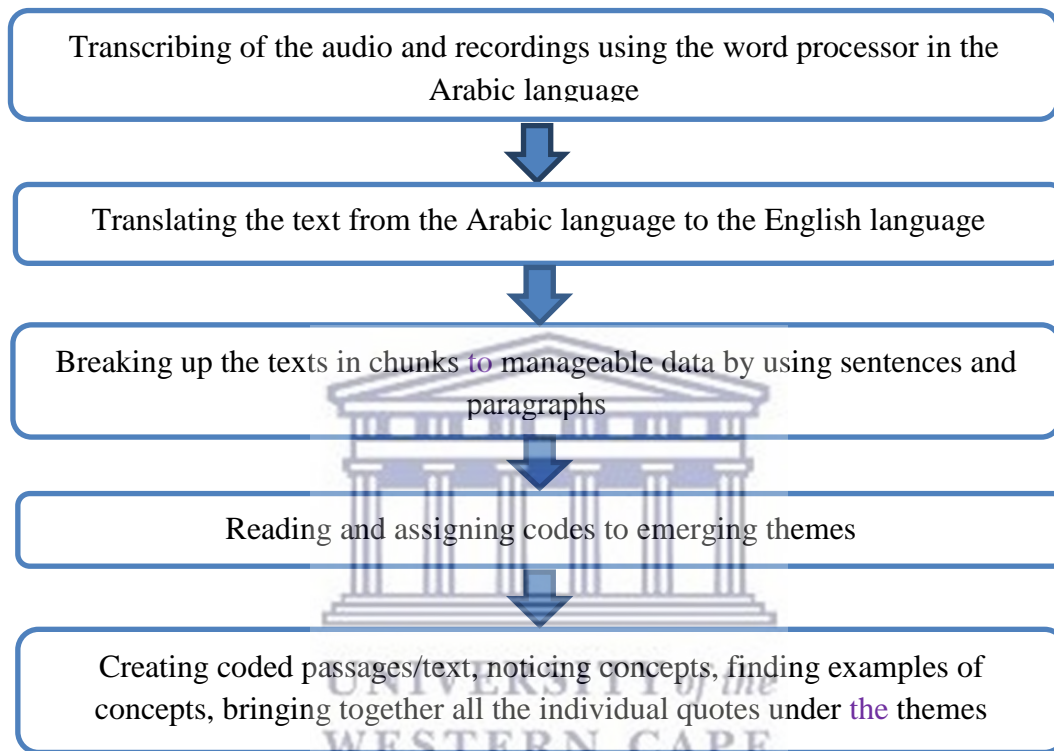 Transcribing of the audio and recordings using the word processor in the
Arabic language
Translating the text from the Arabic language to the English language
Breaking up the texts in chunks to manageable data by using sentences and
paragraphs
Reading and assigning codes to emerging themes
Creating coded passages/text, noticing concepts, finding examples of
concepts, bringing together all the individual quotes under the themes
UNIVERSITY of the
WESTERN CAPE